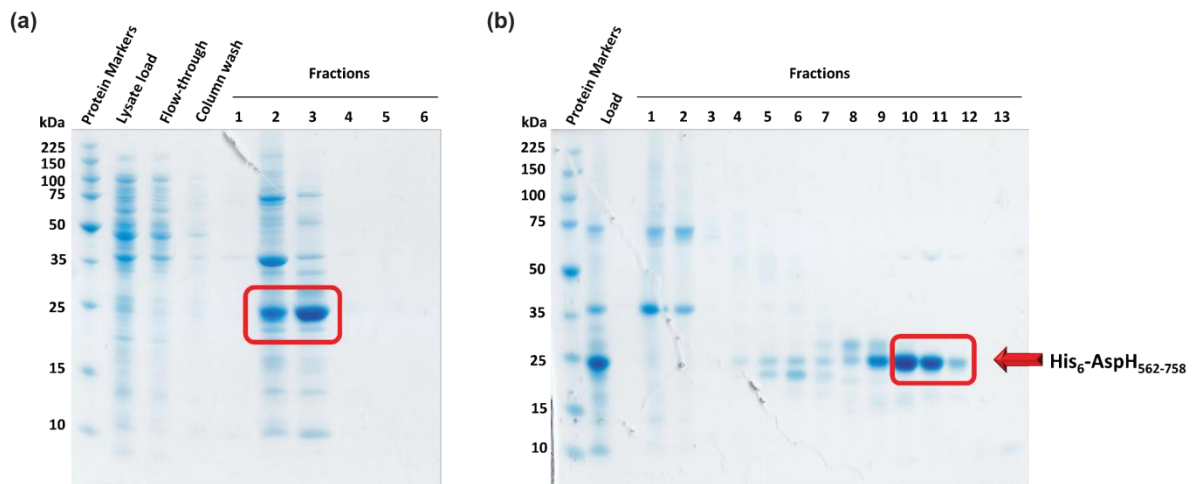 (a)
Protein Markers
Lysate load
Flow-through
Column wash
Fractions
1 2 3 4 5 6
kDa
225
150
100
75
50
35
25
15
10
(b)
Protein Markers
Load
Fractions
1 2 3 4 5 6 7 8 9 10 11 12 13
kDa
225
150
100
75
50
35
25
15
10
His₆-AspH₅₆₂₋₇₅₈